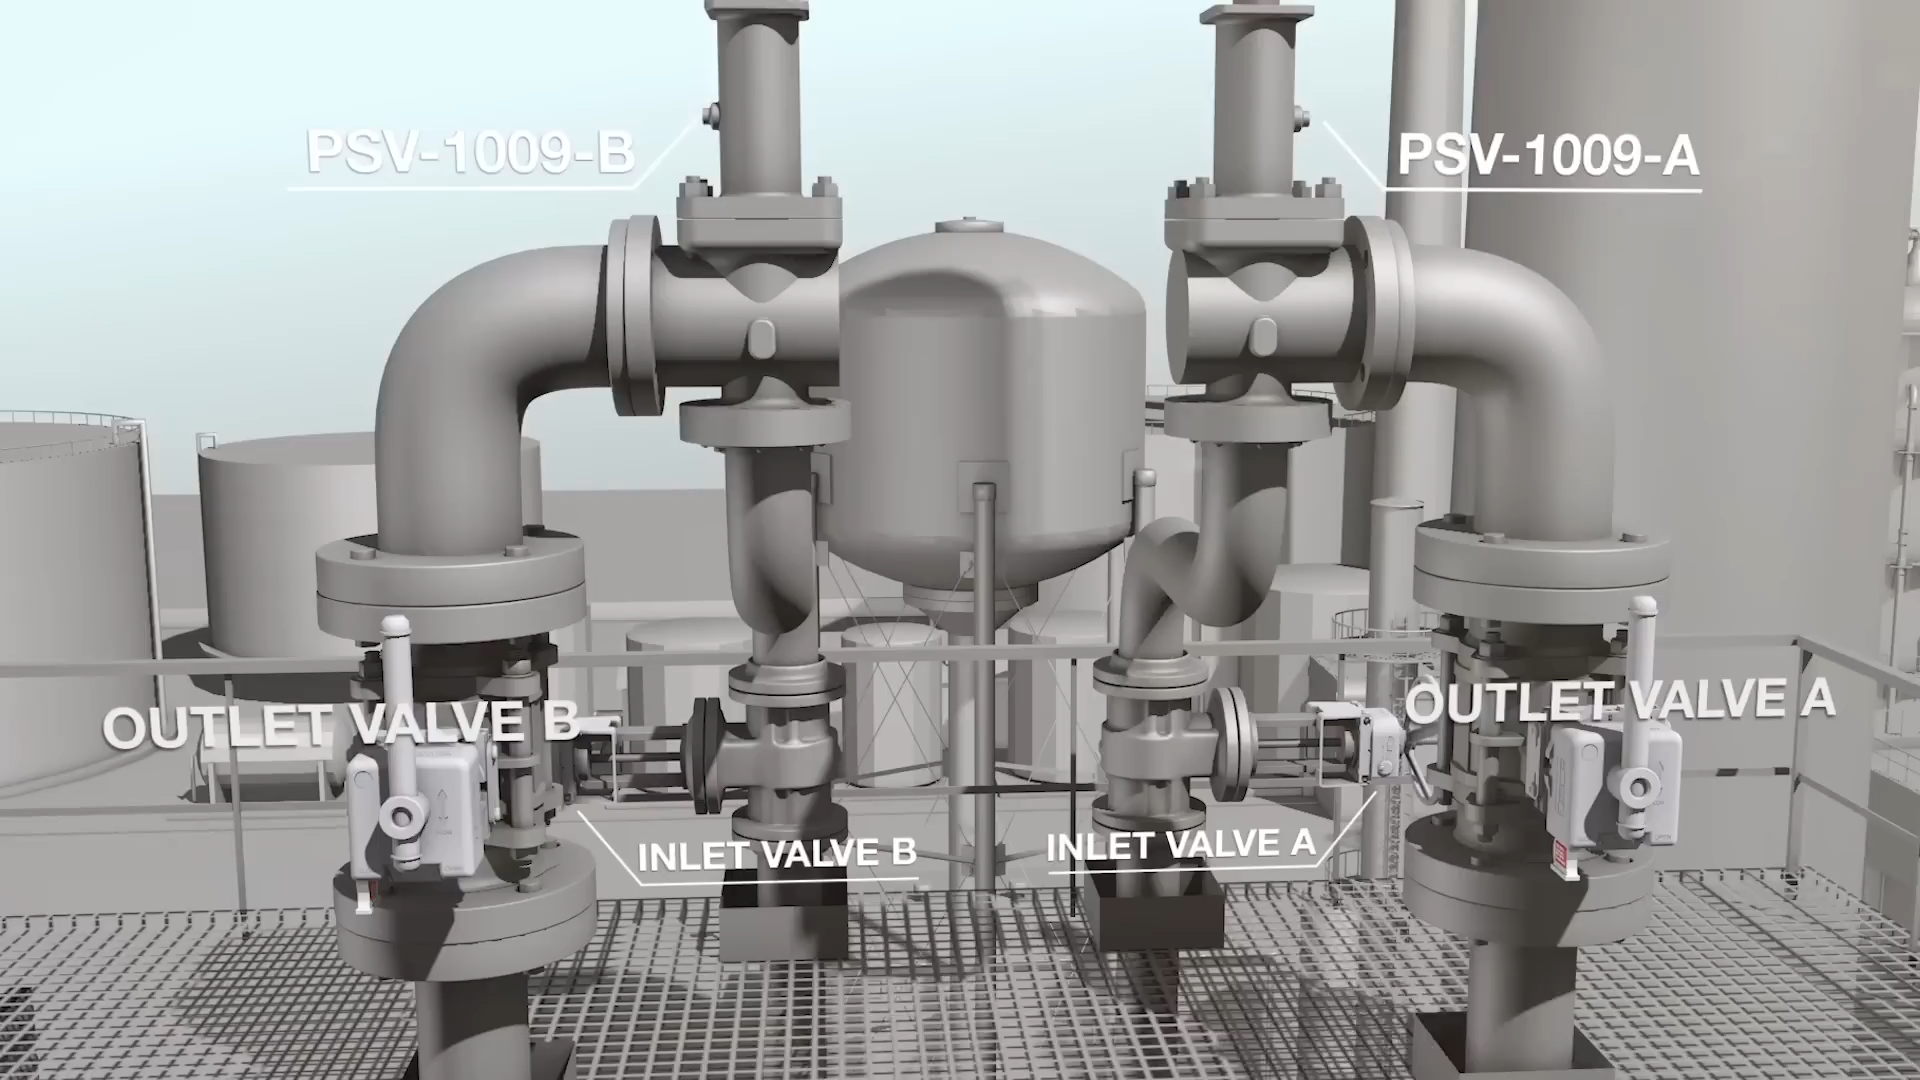 PSV-1009-B
PSV-1009-A
OUTLET VALVE B
OUTLET VALVE A
INLET VALVE B
INLET VALVE A